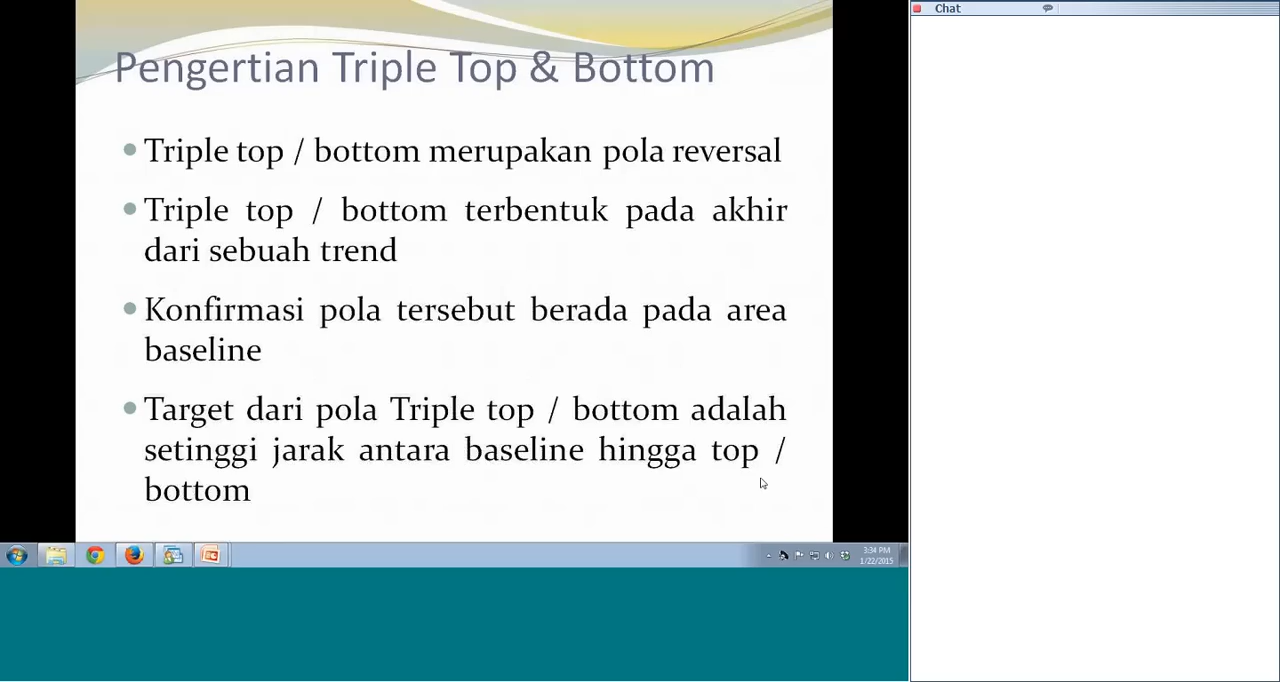 Chat
Pengertian Triple Top & Bottom
Triple top / bottom merupakan pola reversal
Triple top / bottom terbentuk pada akhir
dari sebuah trend
Konfirmasi pola tersebut berada pada area
baseline
Target dari pola Triple top / bottom adalah
setinggi jarak antara baseline hingga top /
bottom
3:34 PM
1/22/2015